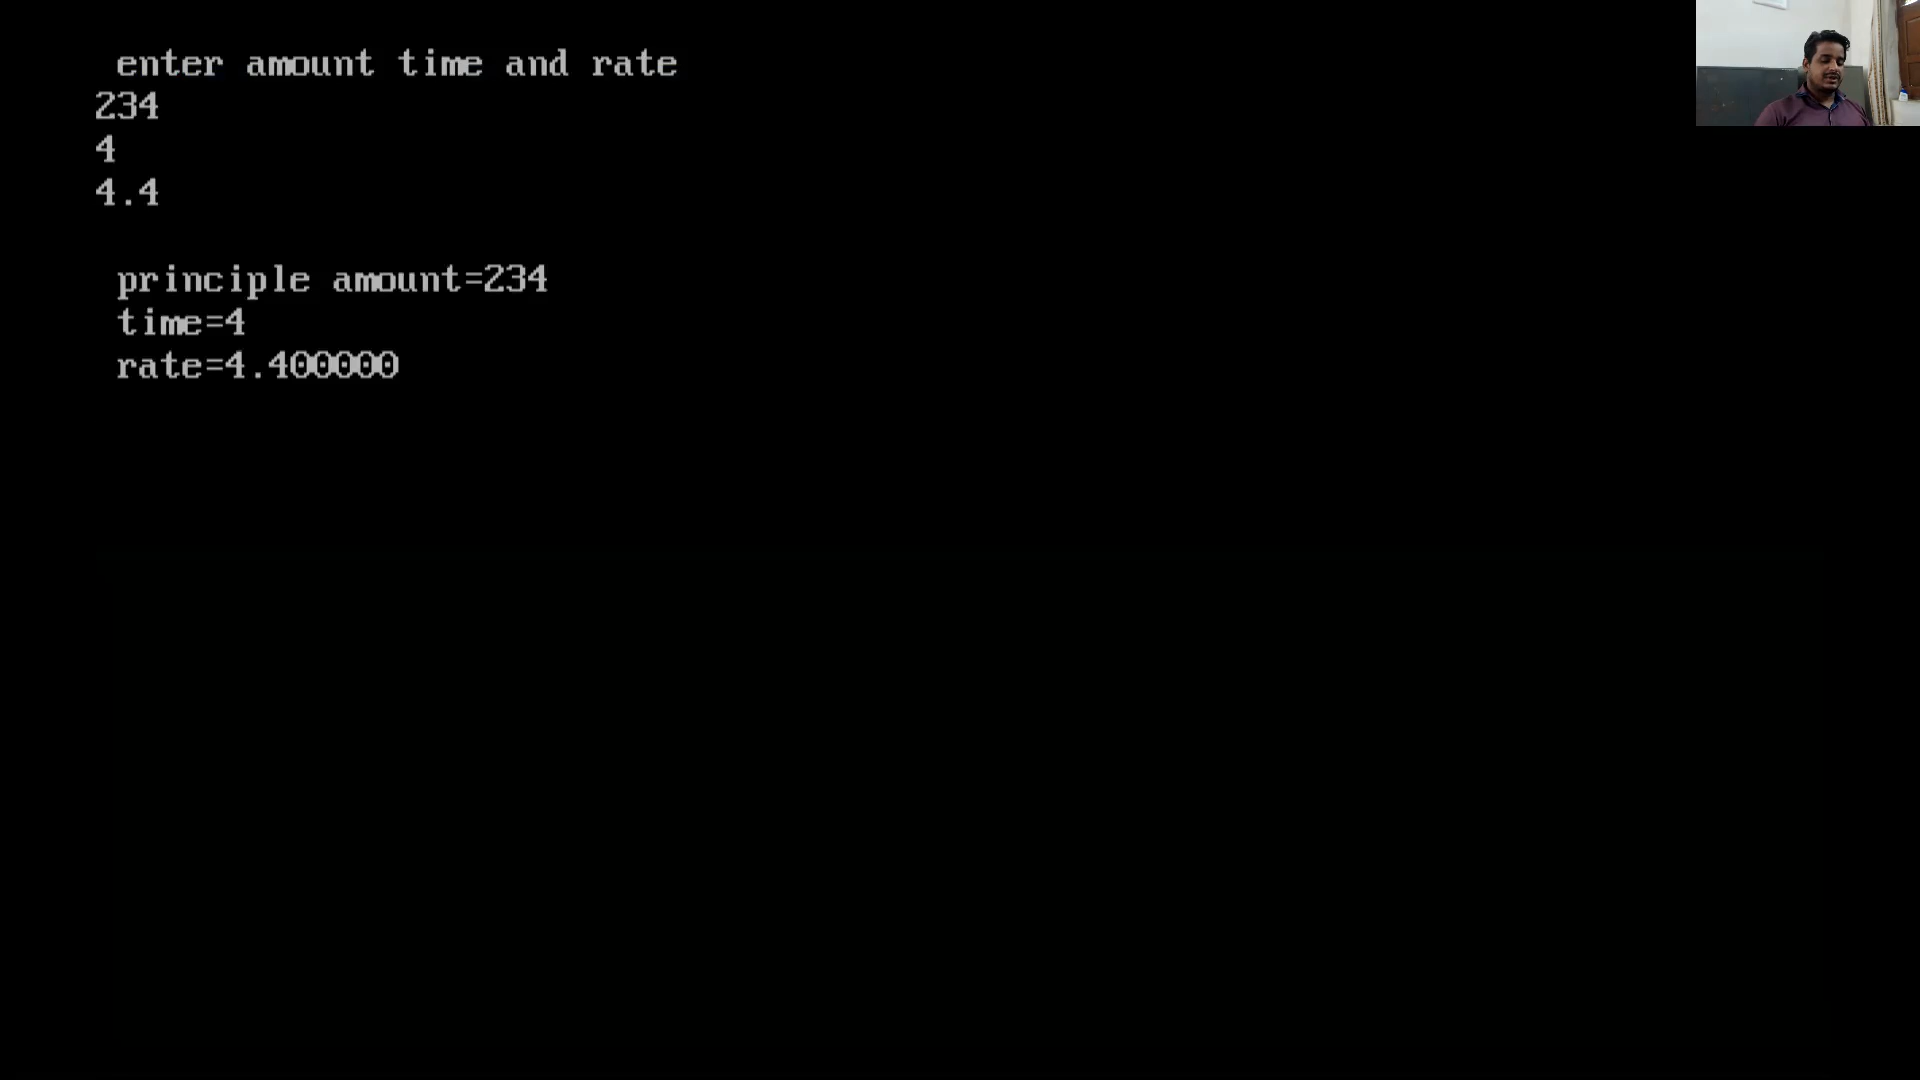 enter amount time and rate
234
4
4.4
principle amount=234
time=4
rate=4.400000